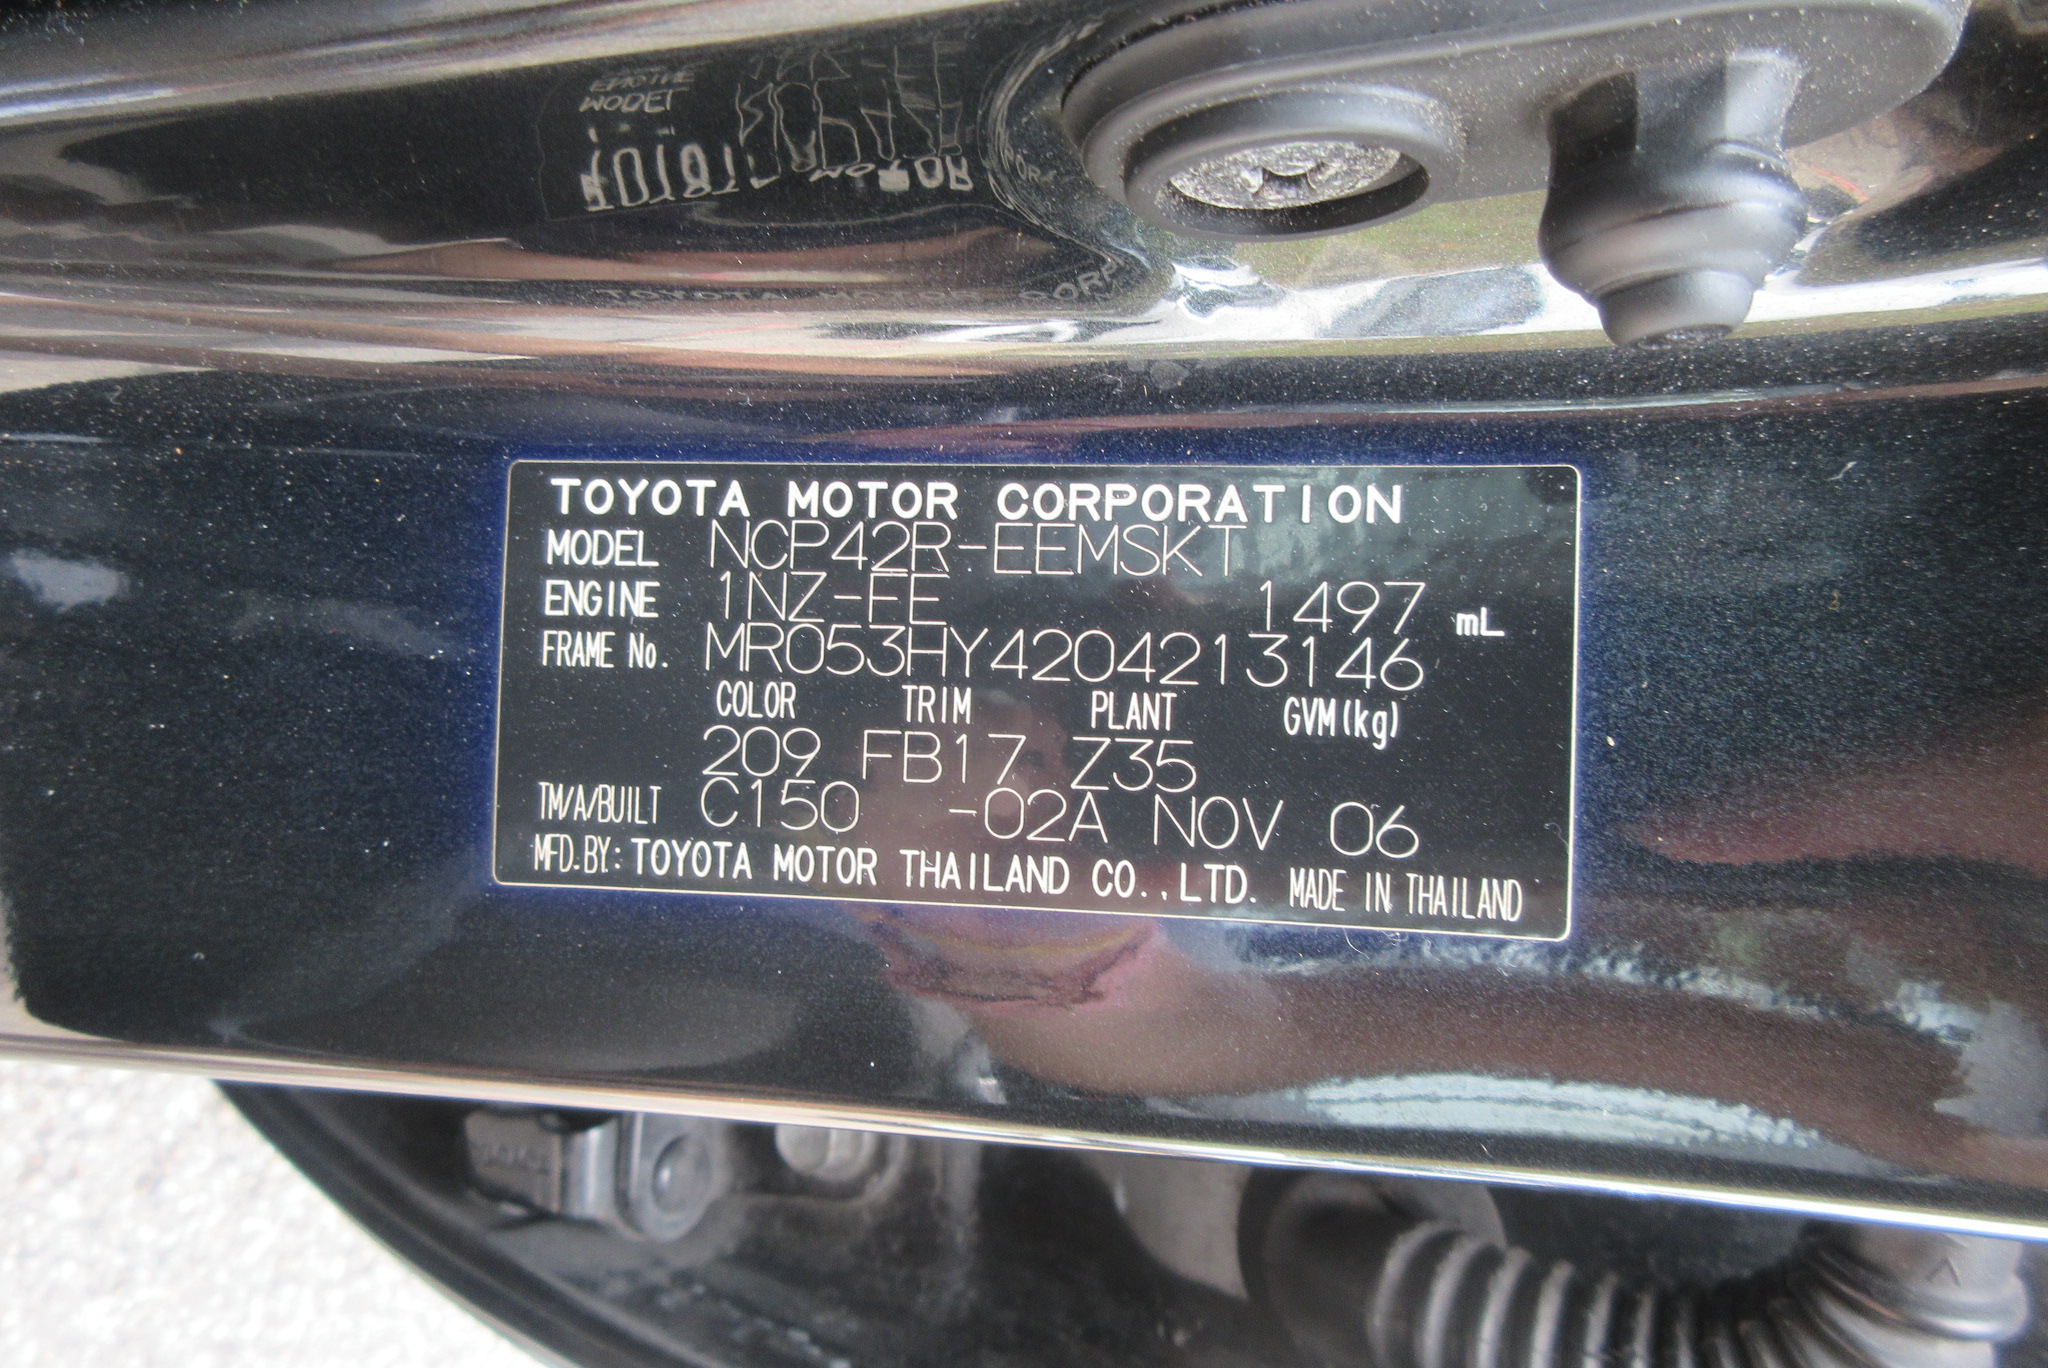 TOYOTA MOTOR CORPORATION
MODEL NCP42R-EEMSKT
ENGINE 1NZ-FE 1497 mL
FRAME No. MR053HY4204213146
COLOR TRIM PLANT GVM(kg)
209 FB17 Z35
TM/A/BUILT C150 -02A NOV 06
MFD.BY: TOYOTA MOTOR THAILAND CO.,LTD. MADE IN THAILAND